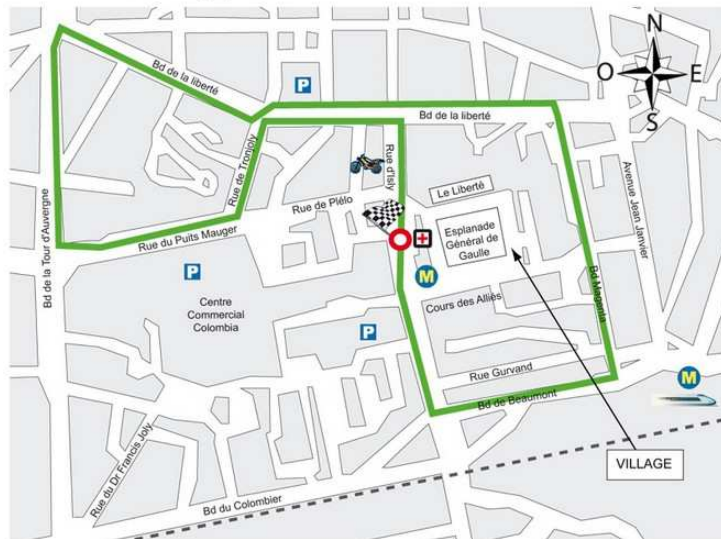 N
O
E
S
Bd de la liberté
P
Bd de la liberté
Rue de Tronjoly
Rue d'Isly
Avenue Jean Janvier
Le Liberté
Rue de Plélo
Bd de la Tour d'Auvergne
Rue du Puits Mauger
Esplanade
Général de
Gaulle
P
M
Bd Magenta
Centre
Commercial
Colombia
Cours des Alliés
P
Rue Gurvand
M
Bd de Beaumont
Rue du Dr Francis Joly
VILLAGE
Bd du Colombier